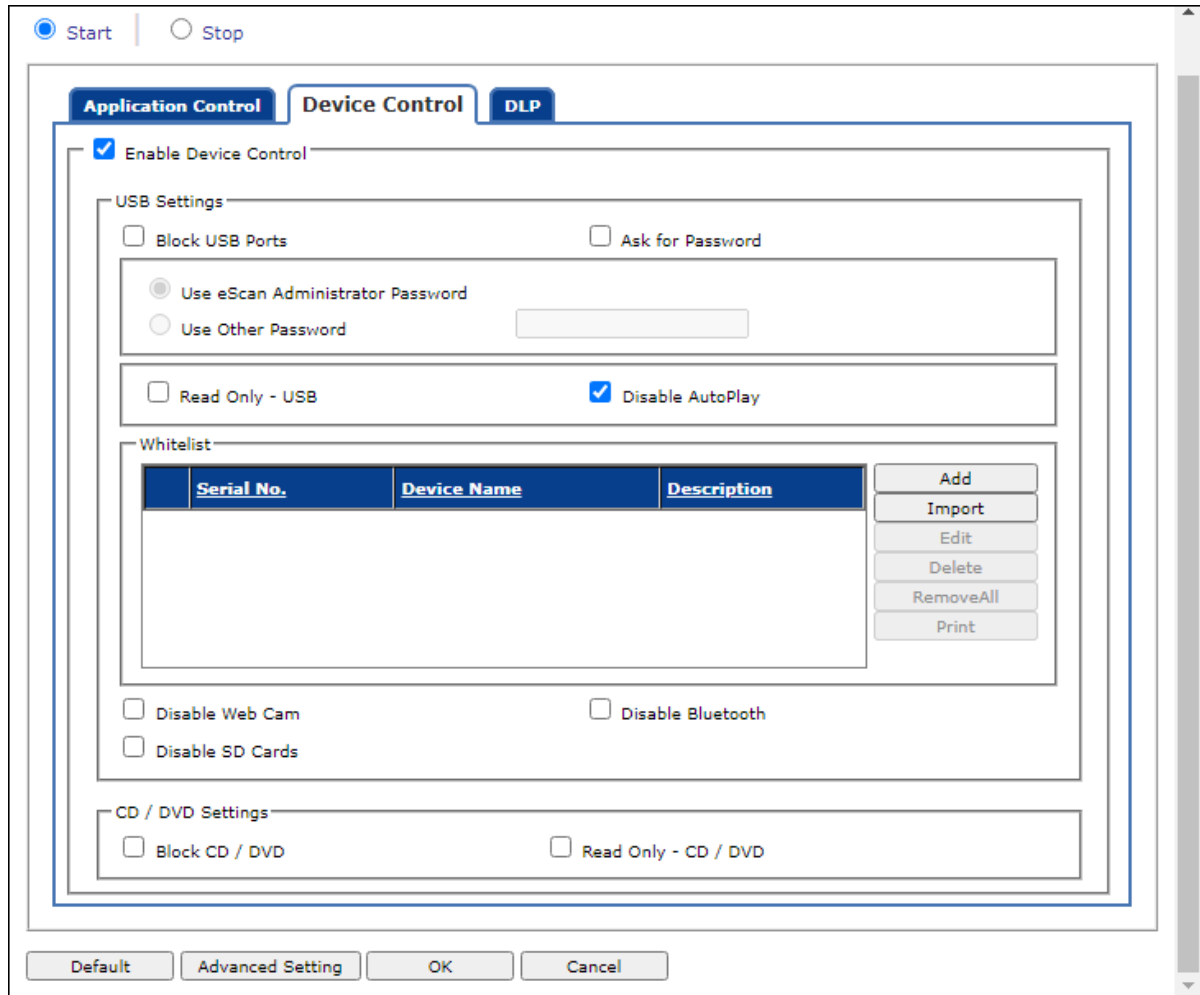 Start Stop
Application Control Device Control DLP
Enable Device Control
USB Settings
Block USB Ports Ask for Password
Use eScan Administrator Password
Use Other Password
Read Only - USB Disable AutoPlay
Whitelist
Serial No. Device Name Description
Add
Import
Edit
Delete
RemoveAll
Print
Disable Web Cam Disable Bluetooth
Disable SD Cards
CD / DVD Settings
Block CD / DVD Read Only - CD / DVD
Default Advanced Setting OK Cancel